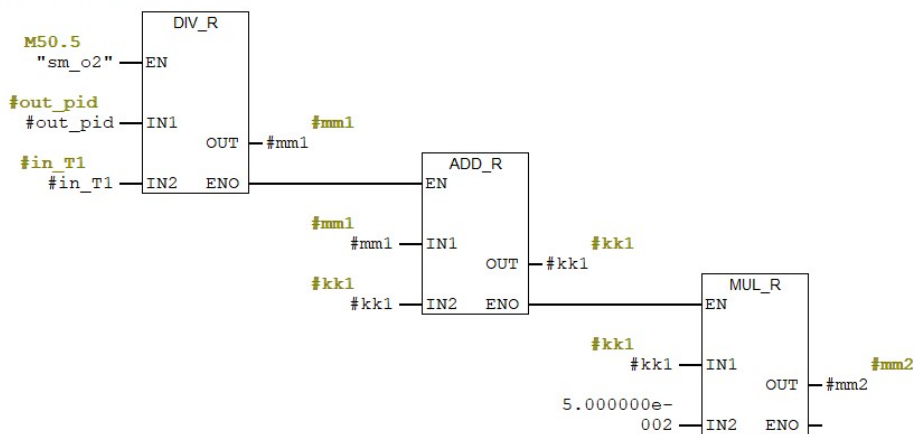 DIV_R
M50.5
"sm_o2" EN
#out_pid
#out_pid IN1
OUT #mm1
#mm1
#in_T1
#in_T1 IN2 ENO
ADD_R
EN
#mm1
#mm1 IN1
#kk1
OUT #kk1
#kk1
#kk1 IN2 ENO
MUL_R
EN
#kk1
#kk1 IN1
#mm2
OUT #mm2
5.000000e-
002 IN2 ENO